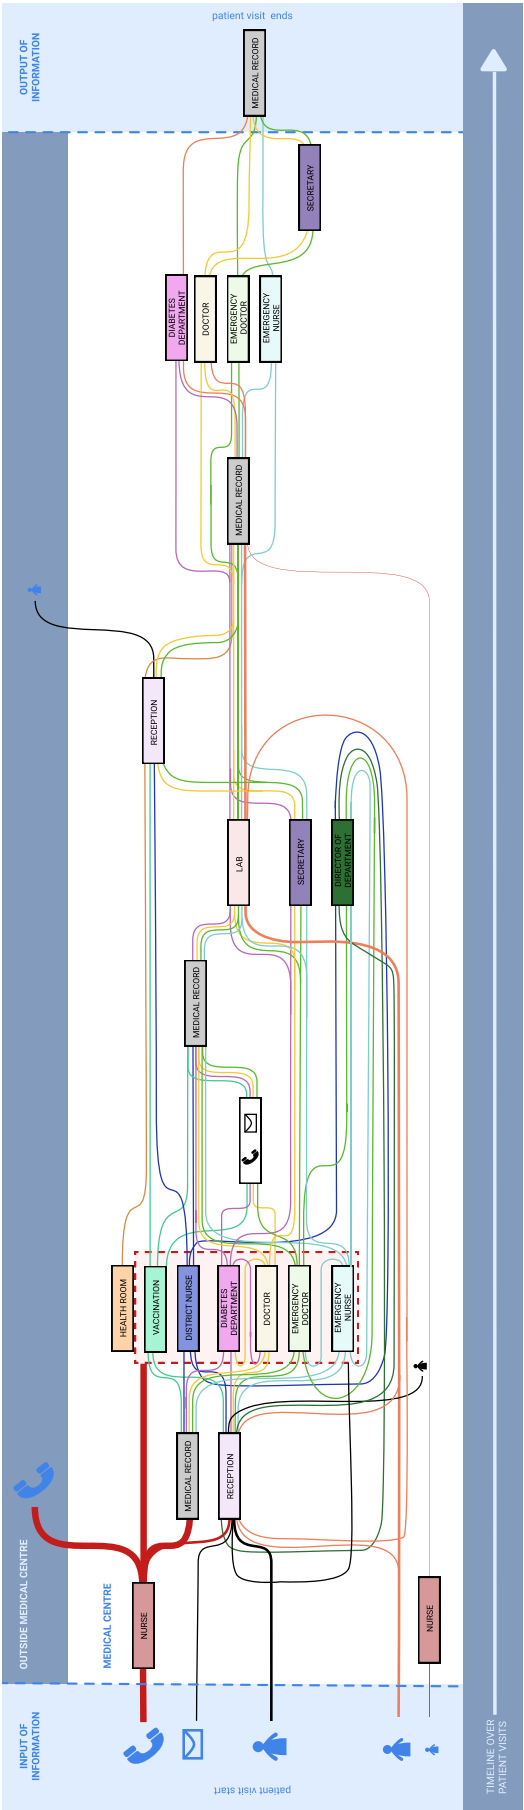 patient visit ends
OUTPUT OF
INFORMATION
MEDICAL RECORD
SECRETARY
DIABETES
DEPARTMENT
DOCTOR
EMERGENCY
DOCTOR
EMERGENCY
NURSE
MEDICAL RECORD
RECEPTION
LAB
SECRETARY
DIRECTOR OF
DEPARTMENT
MEDICAL RECORD
HEALTH ROOM
VACCINATION
DISTRICT NURSE
DIABETES
DEPARTMENT
DOCTOR
EMERGENCY
DOCTOR
EMERGENCY
NURSE
MEDICAL RECORD
RECEPTION
OUTSIDE MEDICAL CENTRE
MEDICAL CENTRE
NURSE
NURSE
INPUT OF
INFORMATION
patient visit start
TIMELINE OVER
PATIENT VISITS